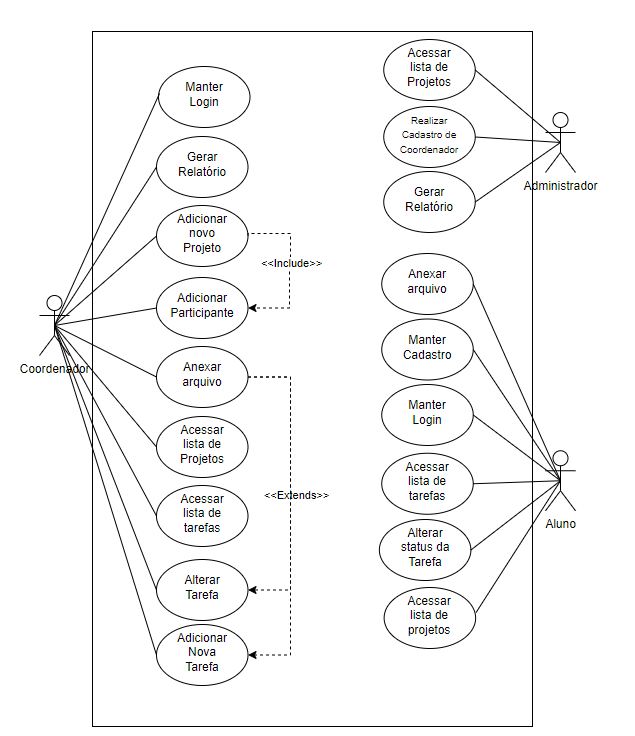 Manter
Login
Gerar
Relatório
Adicionar
novo
Projeto
<<Include>>
Adicionar
Participante
Coordenador
Anexar
arquivo
Acessar
lista de
Projetos
<<Extends>>
Acessar
lista de
tarefas
Alterar
Tarefa
Adicionar
Nova
Tarefa
Acessar
lista de
Projetos
Realizar
Cadastro de
Coordenador
Gerar
Relatório
Administrador
Anexar
arquivo
Manter
Cadastro
Manter
Login
Acessar
lista de
tarefas
Aluno
Alterar
status da
Tarefa
Acessar
lista de
projetos